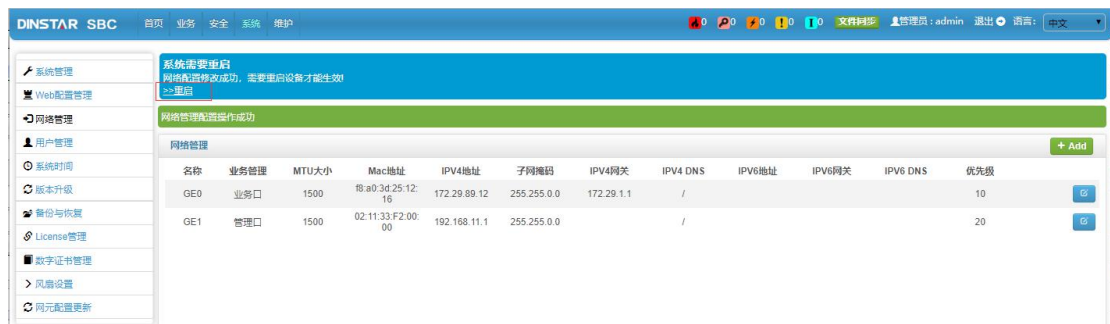 DINSTAR SBC 首页 业务 安全 系统 维护 0 0 0 0 0 文件同步 管理员 : admin 退出 语言: 中文
系统管理
Web配置管理
网络管理
用户管理
系统时间
版本升级
备份与恢复
License管理
数字证书管理
风扇设置
网元配置更新
系统需要重启
网络配置修改成功，需要重启设备才能生效!
>>重启
网络管理配置操作成功
网络管理 + Add
名称 业务管理 MTU大小 Mac地址 IPV4地址 子网掩码 IPV4网关 IPV4 DNS IPV6地址 IPV6网关 IPV6 DNS 优先级
GE0 业务口 1500 f8:a0:3d:25:12:16 172.29.89.12 255.255.0.0 172.29.1.1 / 10
GE1 管理口 1500 02:11:33:F2:00:00 192.168.11.1 255.255.0.0 / 20